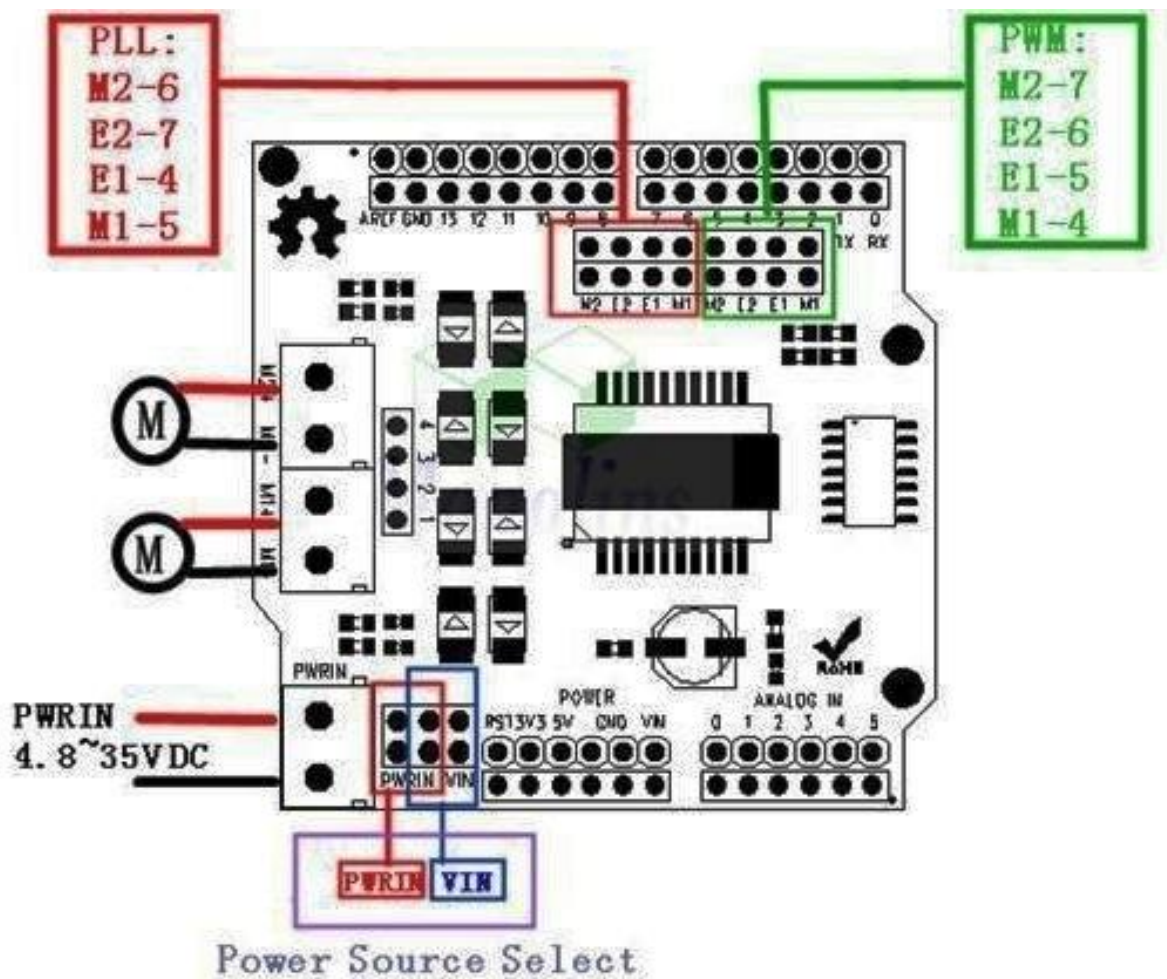 PLL:
M2-6
E2-7
E1-4
M1-5
PWM:
M2-7
E2-6
E1-5
M1-4
AREF GND 13 12 11 10 9 8 7 6 5 4 3 2 1 0
TX RX
M2 E2 E1 M1 M2 E2 E1 M1
M2+
M
M
4
3
2
1
M1+
PWRIN
PWRIN
4.8~35VDC
POWER
RST 3V3 5V GND VIN
ANALOG IN
0 1 2 3 4 5
RoHS
PWRIN VIN
PWRIN VIN
Power Source Select